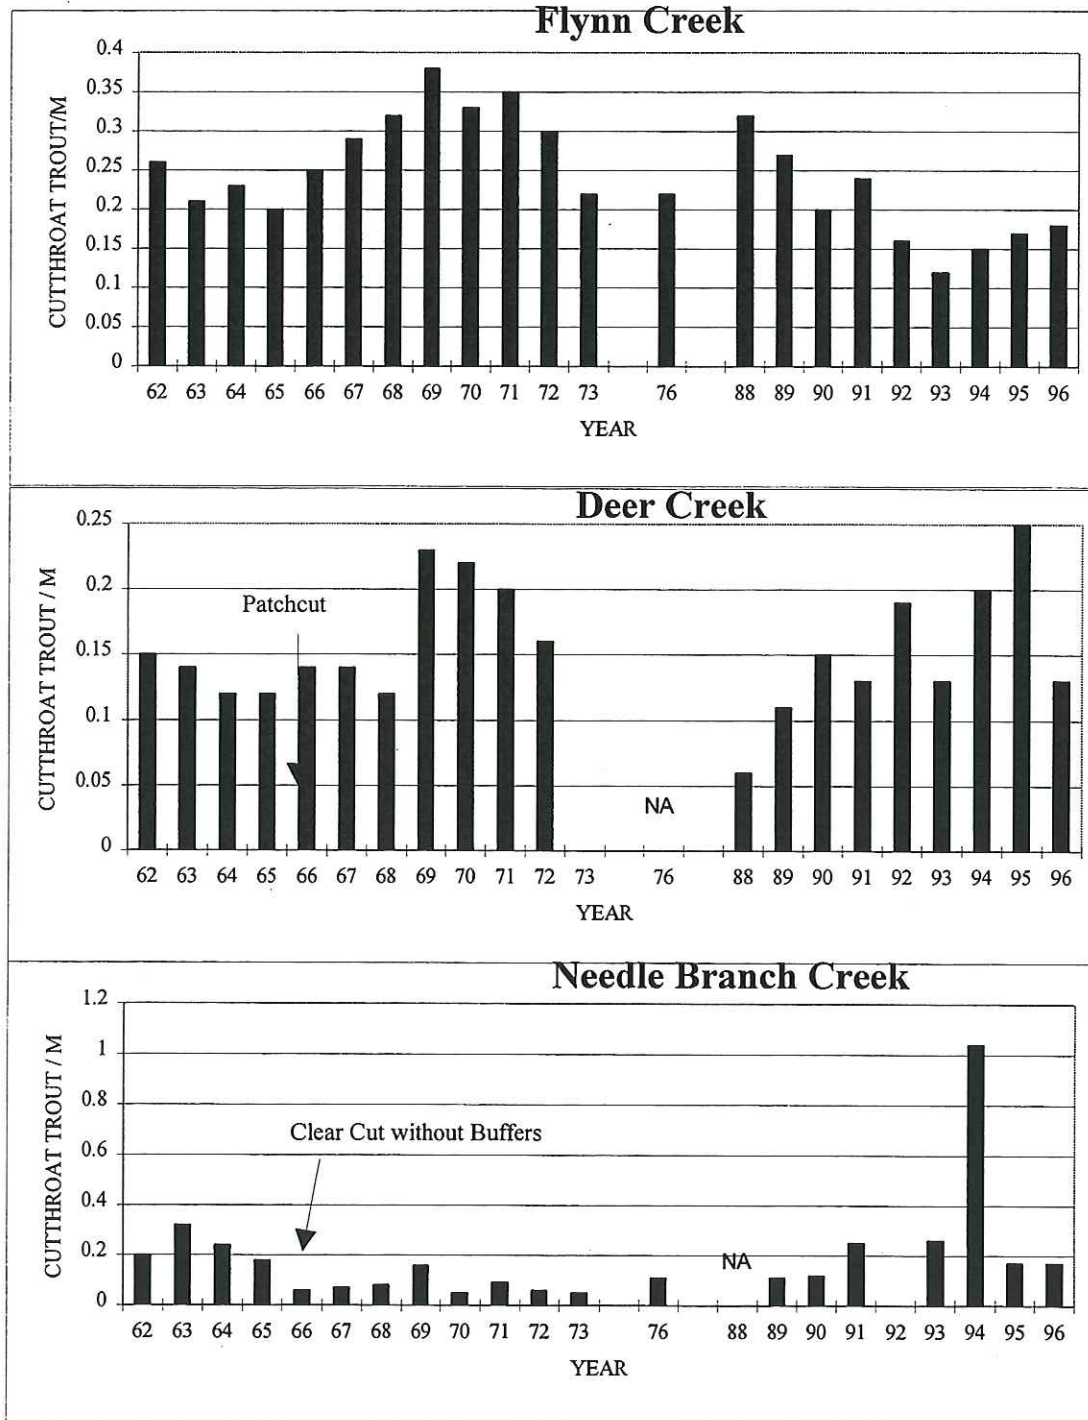 Flynn Creek
CUTTHROAT TROUT/M
0.4
0.35
0.3
0.25
0.2
0.15
0.1
0.05
0
62 63 64 65 66 67 68 69 70 71 72 73 76 88 89 90 91 92 93 94 95 96
YEAR
Deer Creek
CUTTHROAT TROUT / M
0.25
0.2
0.15
0.1
0.05
0
Patchcut
NA
62 63 64 65 66 67 68 69 70 71 72 73 76 88 89 90 91 92 93 94 95 96
YEAR
Needle Branch Creek
CUTTHROAT TROUT / M
1.2
1
0.8
0.6
0.4
0.2
0
Clear Cut without Buffers
NA
62 63 64 65 66 67 68 69 70 71 72 73 76 88 89 90 91 92 93 94 95 96
YEAR